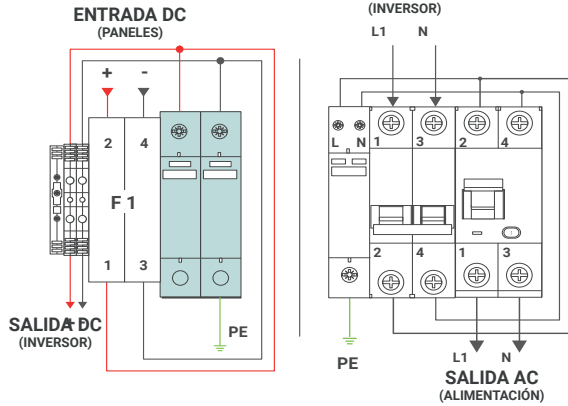 ENTRADA DC
(PANELES)
+ -
2 4
F 1
1 3
SALIDA DC
(INVERSOR)
PE
(INVERSOR)
L1 N
L N 1 3 2 4
2 4 1 3
PE
L1 N
SALIDA AC
(ALIMENTACIÓN)